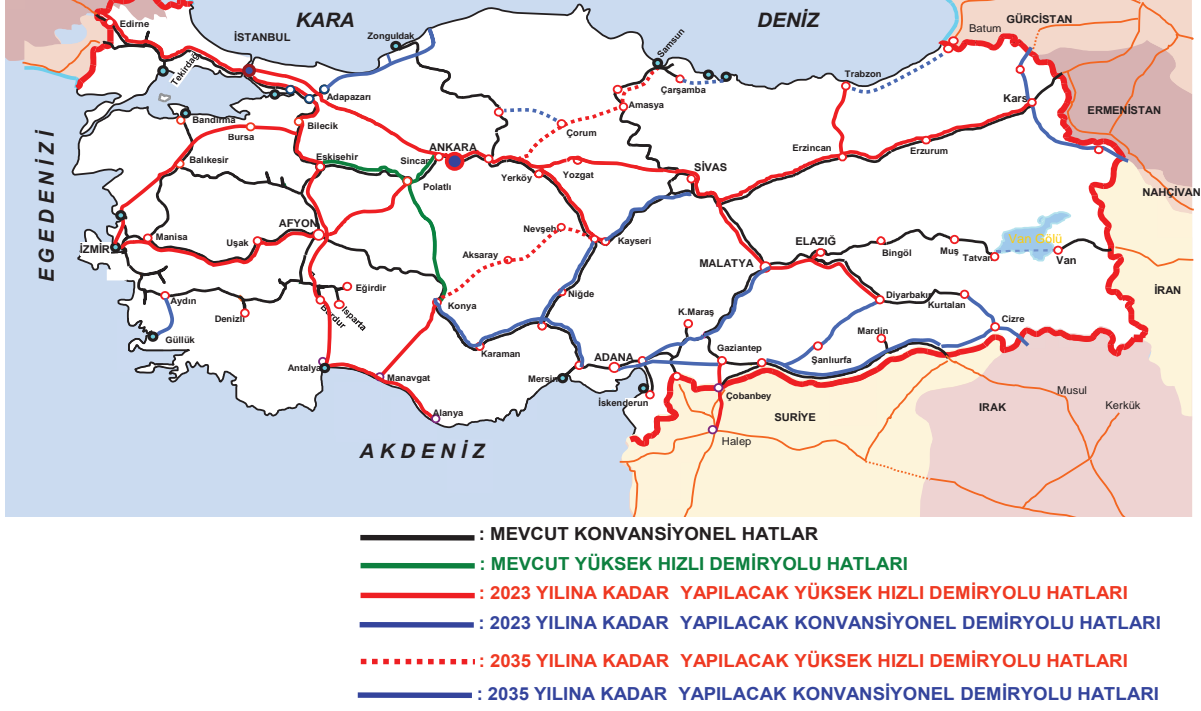 KARA
DENİZ
EGEDENİZİ
AKDENİZ
Edirne
İSTANBUL
Tekirdağ
Zonguldak
Adapazarı
Bandırma
Bursa
Bilecik
Balıkesir
Eskişehir
Sincan
ANKARA
Polatlı
Yerköy
Yozgat
Çorum
Amasya
Samsun
Çarşamba
SİVAS
Trabzon
Batum
GÜRCİSTAN
Kars
ERMENİSTAN
Erzincan
Erzurum
NAHÇİVAN
İZMİR
Manisa
Uşak
AFYON
Nevşeh
Kayseri
Aksaray
MALATYA
ELAZIĞ
Bingöl
Muş
Tatvan
Van Gölü
Van
İRAN
Aydın
Denizli
Güllük
Eğirdir
Burdur
Isparta
Konya
Niğde
Karaman
K.Maraş
Diyarbakır
Kurtalan
Mardin
Cizre
Şanlıurfa
Gaziantep
ADANA
Mersin
İskenderun
Antalya
Manavgat
Alanya
Çobanbey
Halep
SURİYE
IRAK
Musul
Kerkük
: MEVCUT KONVANSİYONEL HATLAR
: MEVCUT YÜKSEK HIZLI DEMİRYOLU HATLARI
: 2023 YILINA KADAR YAPILACAK YÜKSEK HIZLI DEMİRYOLU HATLARI
: 2023 YILINA KADAR YAPILACAK KONVANSİYONEL DEMİRYOLU HATLARI
: 2035 YILINA KADAR YAPILACAK YÜKSEK HIZLI DEMİRYOLU HATLARI
: 2035 YILINA KADAR YAPILACAK KONVANSİYONEL DEMİRYOLU HATLARI